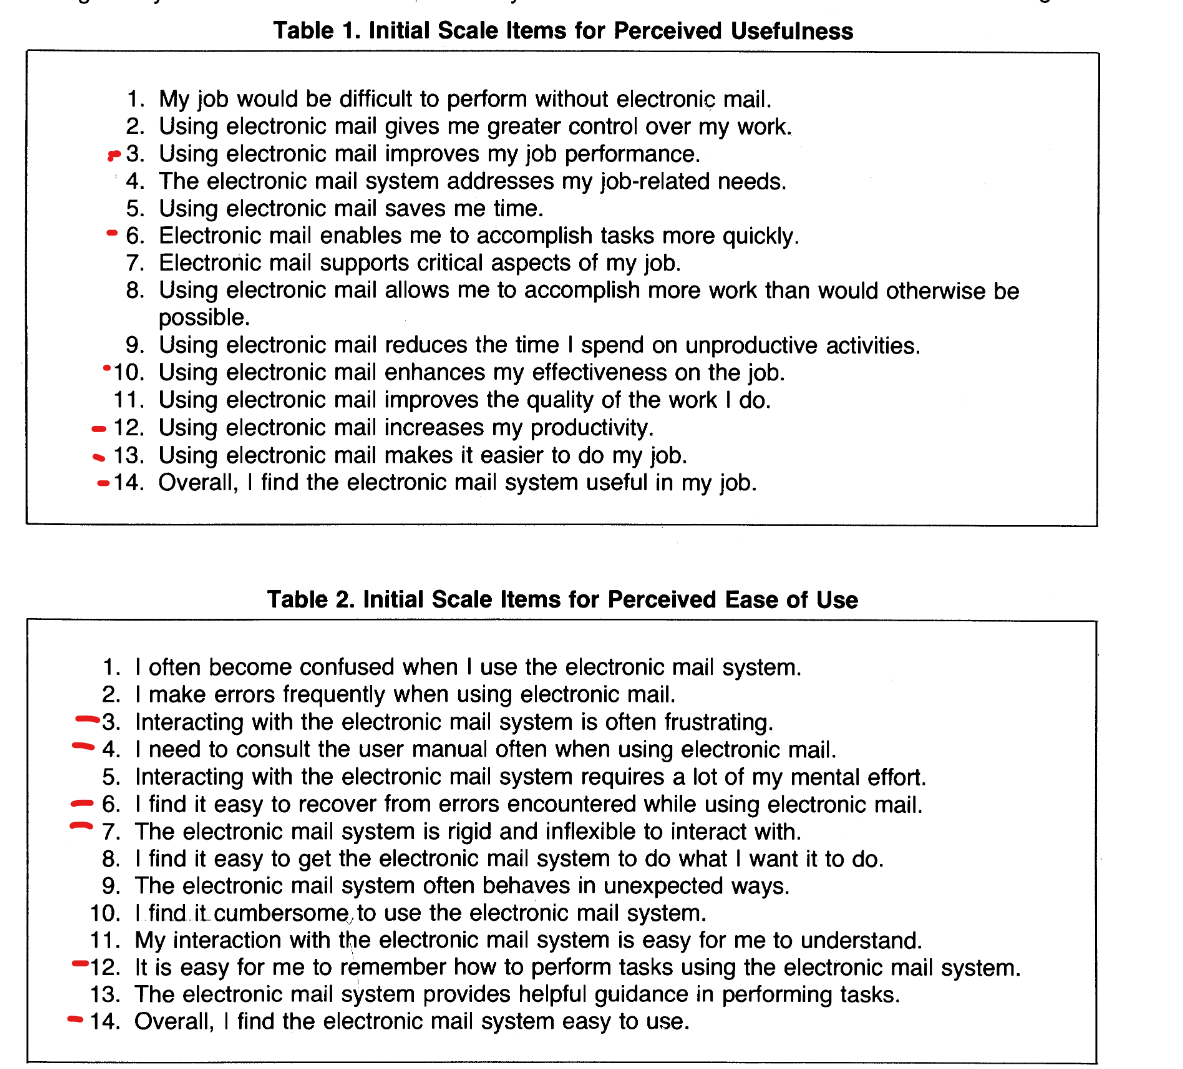 Table 1. Initial Scale Items for Perceived Usefulness
1. My job would be difficult to perform without electronic mail.
2. Using electronic mail gives me greater control over my work.
3. Using electronic mail improves my job performance.
4. The electronic mail system addresses my job-related needs.
5. Using electronic mail saves me time.
6. Electronic mail enables me to accomplish tasks more quickly.
7. Electronic mail supports critical aspects of my job.
8. Using electronic mail allows me to accomplish more work than would otherwise be
possible.
9. Using electronic mail reduces the time I spend on unproductive activities.
10. Using electronic mail enhances my effectiveness on the job.
11. Using electronic mail improves the quality of the work I do.
12. Using electronic mail increases my productivity.
13. Using electronic mail makes it easier to do my job.
14. Overall, I find the electronic mail system useful in my job.
Table 2. Initial Scale Items for Perceived Ease of Use
1. I often become confused when I use the electronic mail system.
2. I make errors frequently when using electronic mail.
3. Interacting with the electronic mail system is often frustrating.
4. I need to consult the user manual often when using electronic mail.
5. Interacting with the electronic mail system requires a lot of my mental effort.
6. I find it easy to recover from errors encountered while using electronic mail.
7. The electronic mail system is rigid and inflexible to interact with.
8. I find it easy to get the electronic mail system to do what I want it to do.
9. The electronic mail system often behaves in unexpected ways.
10. I find it cumbersome to use the electronic mail system.
11. My interaction with the electronic mail system is easy for me to understand.
12. It is easy for me to remember how to perform tasks using the electronic mail system.
13. The electronic mail system provides helpful guidance in performing tasks.
14. Overall, I find the electronic mail system easy to use.